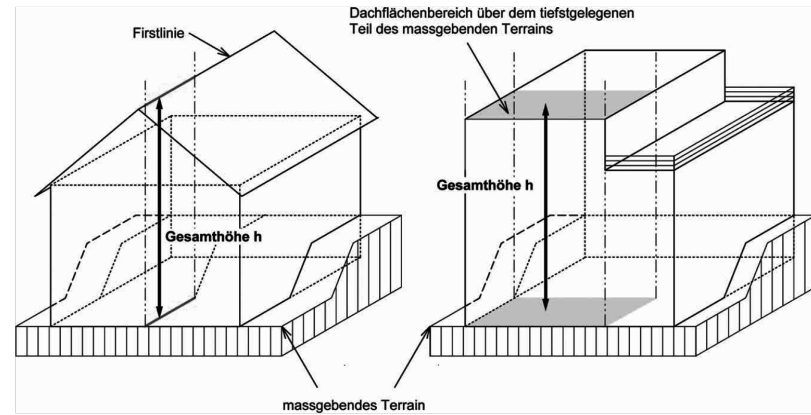 Firstlinie
Dachflächenbereich über dem tiefstgelegenen
Teil des massgebenden Terrains
Gesamthöhe h
Gesamthöhe h
massgebendes Terrain